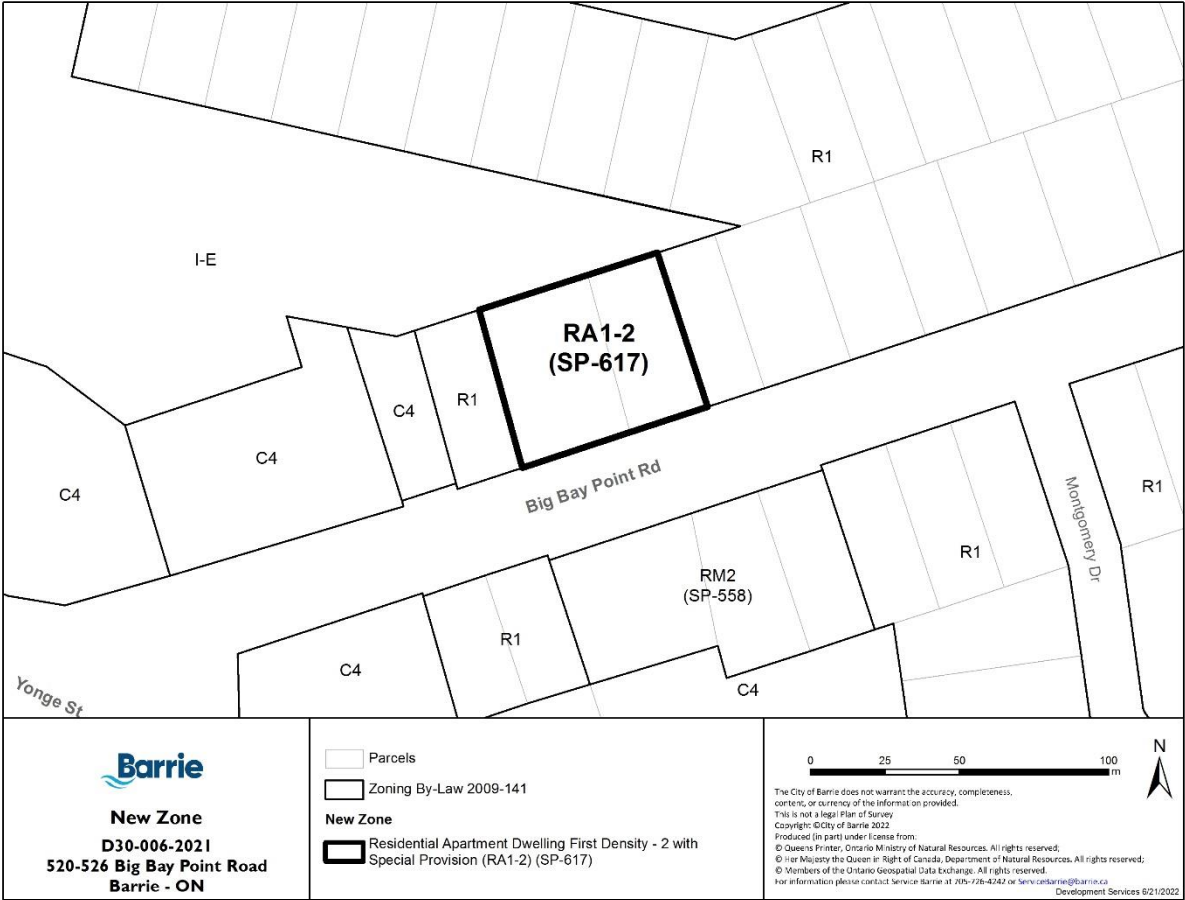 R1
I-E
RA1-2
(SP-617)
C4
R1
C4
C4
Big Bay Point Rd
Montgomery Dr
R1
R1
RM2
(SP-558)
R1
C4
C4
Yonge St
Barrie
New Zone
D30-006-2021
520-526 Big Bay Point Road
Barrie - ON
Parcels
Zoning By-Law 2009-141
New Zone
Residential Apartment Dwelling First Density - 2 with
Special Provision (RA1-2) (SP-617)
0 25 50 100
m
N
The City of Barrie does not warrant the accuracy, completeness,
content, or currency of the information provided.
This is not a legal Plan of Survey
Copyright: ©City of Barrie 2022
Produced (in part) under license from:
© Queens Printer, Ontario Ministry of Natural Resources. All rights reserved;
© Her Majesty the Queen in Right of Canada, Department of Natural Resources. All rights reserved;
© Members of the Ontario Geospatial Data Exchange. All rights reserved.
For information please contact Service Barrie at 705-726-4242 or ServiceBarrie@barrie.ca
Development Services 6/21/2022